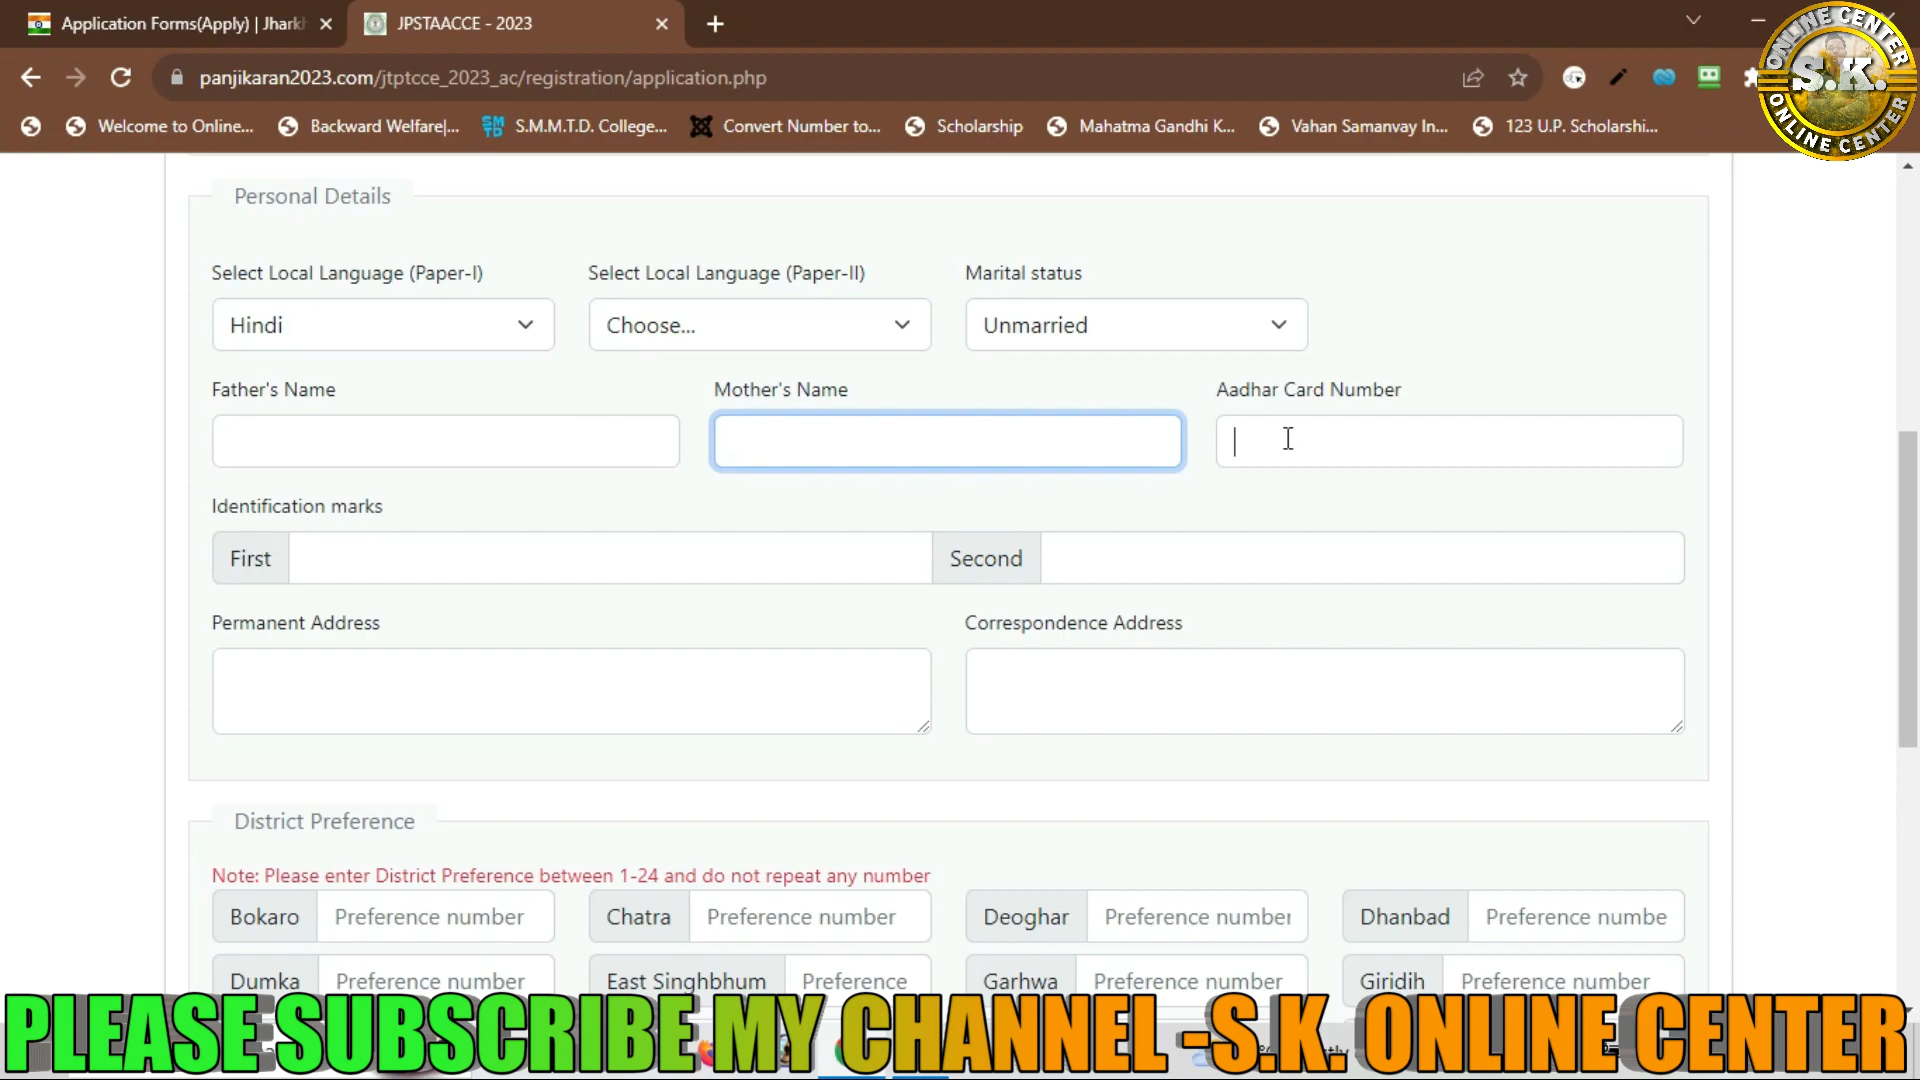 Application Forms(Apply) | Jhark
JPSTAACCE - 2023
panjikaran2023.com/jtptcce_2023_ac/registration/application.php
Welcome to Online...
Backward Welfare|...
S.M.M.T.D. College...
Convert Number to...
Scholarship
Mahatma Gandhi K...
Vahan Samanvay In...
123 U.P. Scholarshi...
ONLINE CENTER
S.K.
ONLINE CENTER
Personal Details
Select Local Language (Paper-I)
Select Local Language (Paper-II)
Marital status
Hindi
Choose...
Unmarried
Father's Name
Mother's Name
Aadhar Card Number
Identification marks
First
Second
Permanent Address
Correspondence Address
District Preference
Note: Please enter District Preference between 1-24 and do not repeat any number
Bokaro Preference number
Chatra Preference number
Deoghar Preference number
Dhanbad Preference numbe
Dumka Preference number
East Singhbhum Preference
Garhwa Preference number
Giridih Preference number
PLEASE SUBSCRIBE MY CHANNEL -S.K. ONLINE CENTER